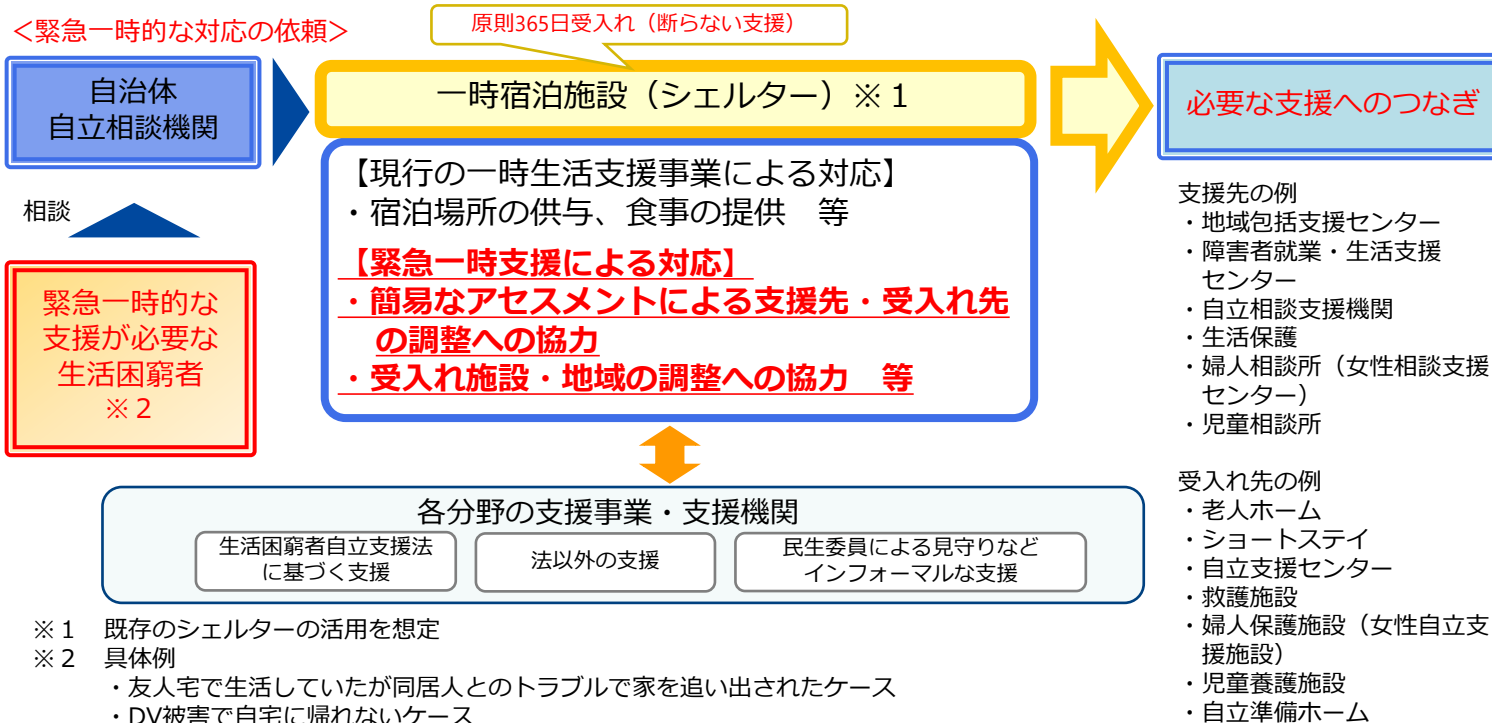 <緊急一時的な対応の依頼>
原則365日受入れ（断らない支援）
自治体
自立相談機関
一時宿泊施設（シェルター）※１
必要な支援へのつなぎ
相談
緊急一時的な
支援が必要な
生活困窮者
※２
【現行の一時生活支援事業による対応】
・宿泊場所の供与、食事の提供　等
【緊急一時支援による対応】
・簡易なアセスメントによる支援先・受入れ先
の調整への協力
・受入れ施設・地域の調整への協力　等
各分野の支援事業・支援機関
生活困窮者自立支援法
に基づく支援
法以外の支援
民生委員による見守りなど
インフォーマルな支援
支援先の例
・地域包括支援センター
・障害者就業・生活支援
センター
・自立相談支援機関
・生活保護
・婦人相談所（女性相談支援
センター）
・児童相談所
受入れ先の例
・老人ホーム
・ショートステイ
・自立支援センター
・救護施設
・婦人保護施設（女性自立支
援施設）
・児童養護施設
・自立準備ホーム
※１　既存のシェルターの活用を想定
※２　具体例
・友人宅で生活していたが同居人とのトラブルで家を追い出されたケース
・DV被害で自宅に帰れないケース